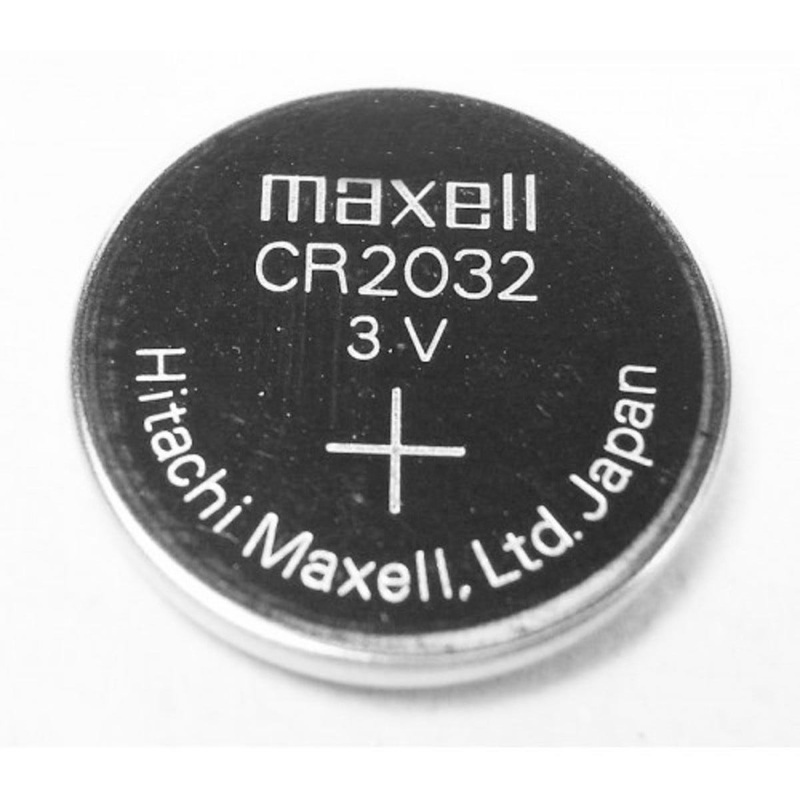 maxell
CR2032
3 V
+
Hitachi Maxell, Ltd. Japan